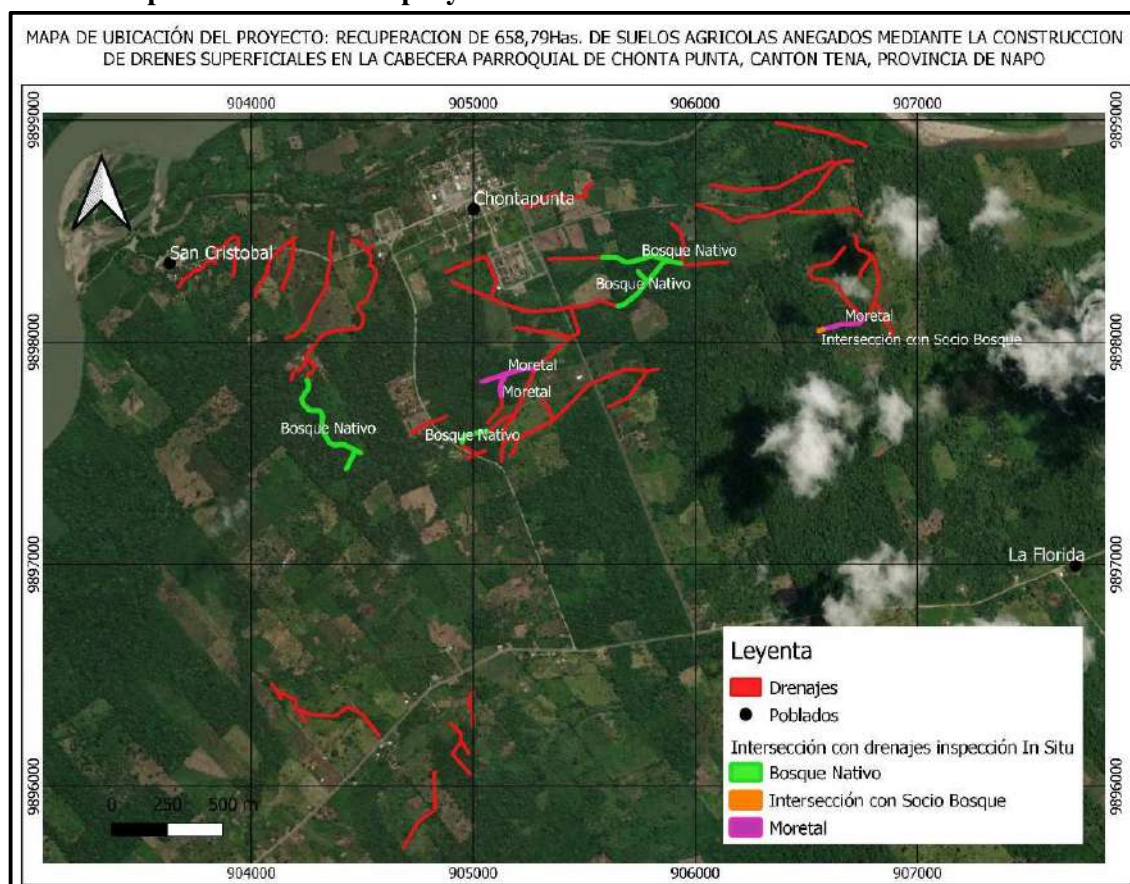 MAPA DE UBICACIÓN DEL PROYECTO: RECUPERACION DE 658,79Has. DE SUELOS AGRICOLAS ANEGADOS MEDIANTE LA CONSTRUCCION
DE DRENES SUPERFICIALES EN LA CABECERA PARROQUIAL DE CHONTA PUNTA, CANTON TENA, PROVINCIA DE NAPO
904000 905000 906000 907000
9899000 9899000
Chontapunta
San Cristobal
Bosque Nativo
Bosque Nativo
Moretal
Intersección con Socio Bosque
9898000 9898000
Moretal
Moretal
Bosque Nativo
Bosque Nativo
La Florida
9897000 9897000
Leyenta
Drenajes
Poblados
Intersección con drenajes inspección In Situ
Bosque Nativo
Intersección con Socio Bosque
Moretal
9896000 9896000
0 250 500 m
904000 905000 906000 907000